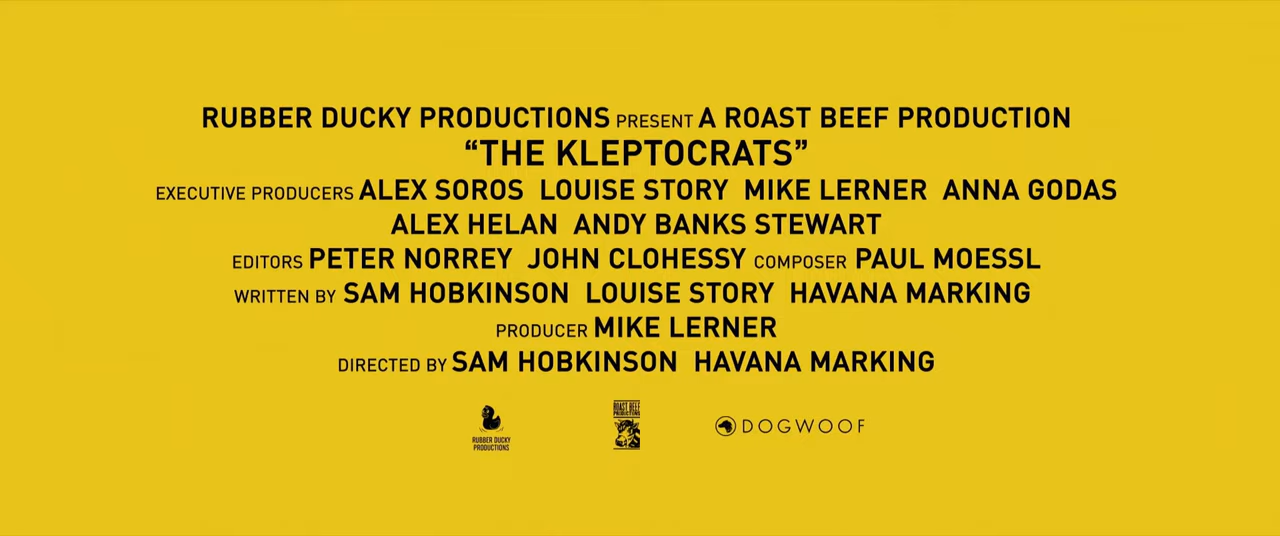 RUBBER DUCKY PRODUCTIONS PRESENT A ROAST BEEF PRODUCTION
“THE KLEPTOCRATS”
EXECUTIVE PRODUCERS ALEX SOROS LOUISE STORY MIKE LERNER ANNA GODAS
ALEX HELAN ANDY BANKS STEWART
EDITORS PETER NORREY JOHN CLOHESSY COMPOSER PAUL MOESSL
WRITTEN BY SAM HOBKINSON LOUISE STORY HAVANA MARKING
PRODUCER MIKE LERNER
DIRECTED BY SAM HOBKINSON HAVANA MARKING
RUBBER DUCKY
PRODUCTIONS
ROAST BEEF
PRODUCTIONS
DOGWOOF